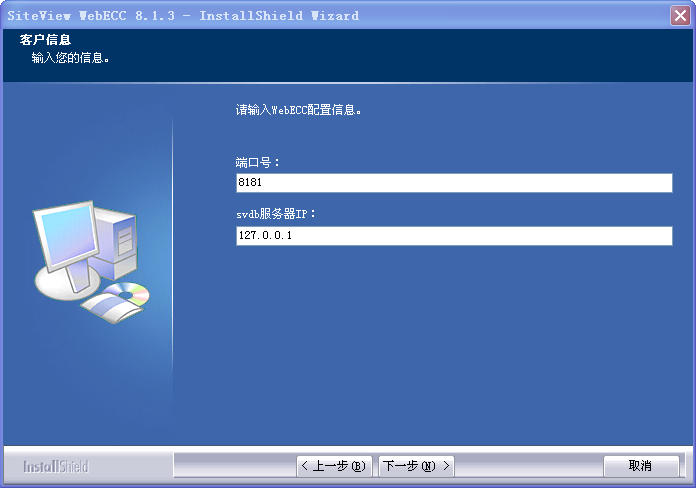 SiteView WebECC 8.1.3 - InstallShield Wizard
客户信息
输入您的信息。
请输入WebECC配置信息。
端口号：
8181
svdb服务器IP：
127.0.0.1
InstallShield
< 上一步(B) 下一步(N) > 取消